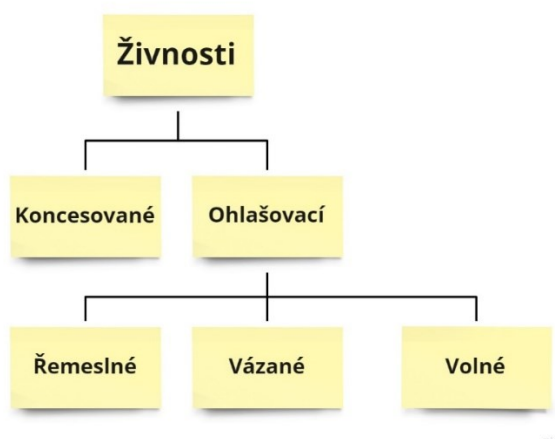 Živnosti
Koncesované
Ohlašovací
Řemeslné
Vázané
Volné